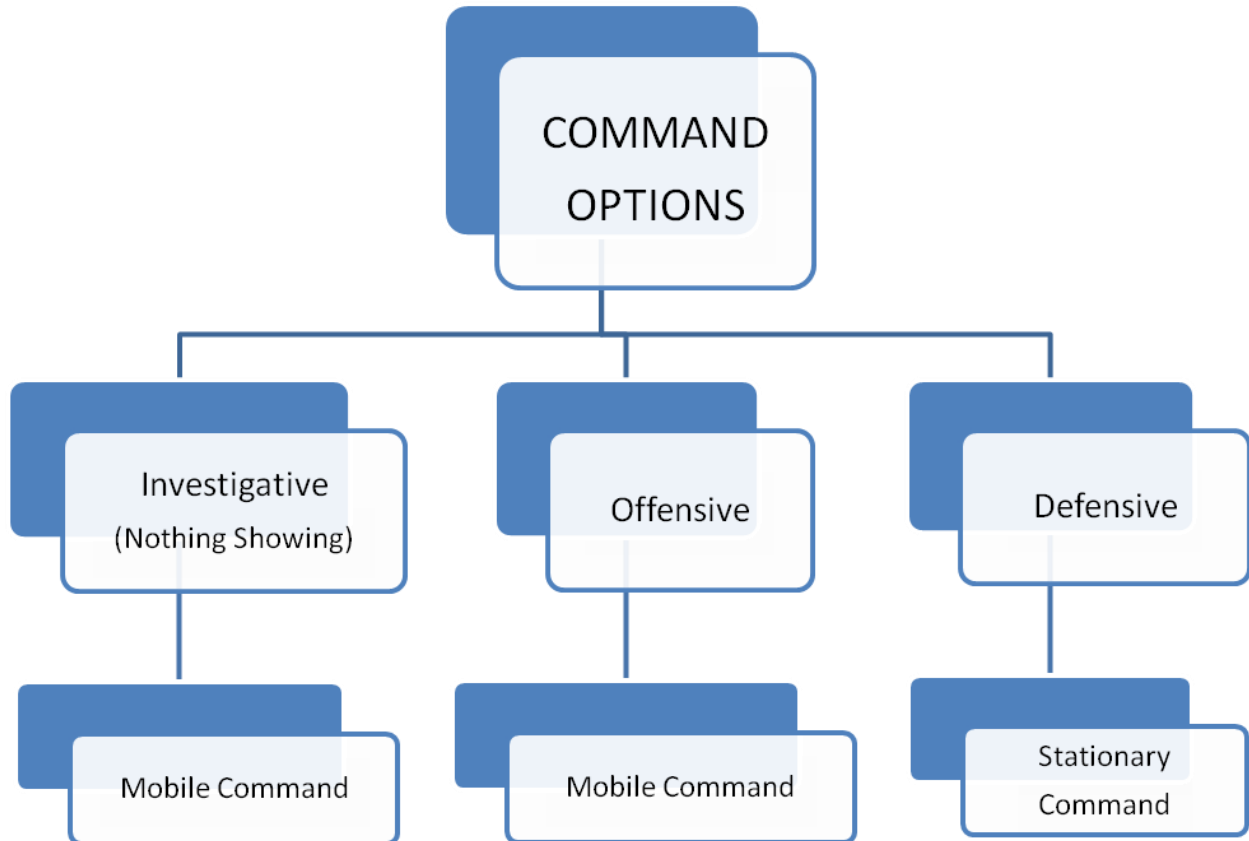 COMMAND
OPTIONS
Investigative
(Nothing Showing)
Offensive
Defensive
Mobile Command
Mobile Command
Stationary
Command